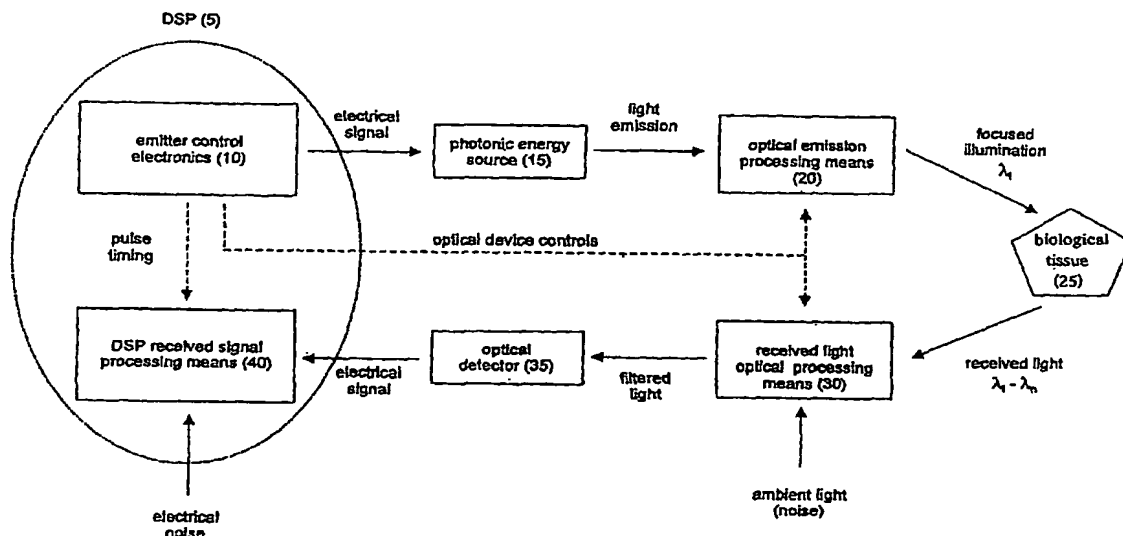 DSP (5)
emitter control
electronics (10)
electrical
signal
photonic energy
source (15)
light
emission
optical emission
processing means
(20)
focused
illumination
λ₁
pulse
timing
optical device controls
biological
tissue
(25)
DSP received signal
processing means (40)
electrical
signal
optical
detector (35)
filtered
light
received light
optical processing
means (30)
received light
λ₁ - λₙ
electrical
noise
ambient light
(noise)